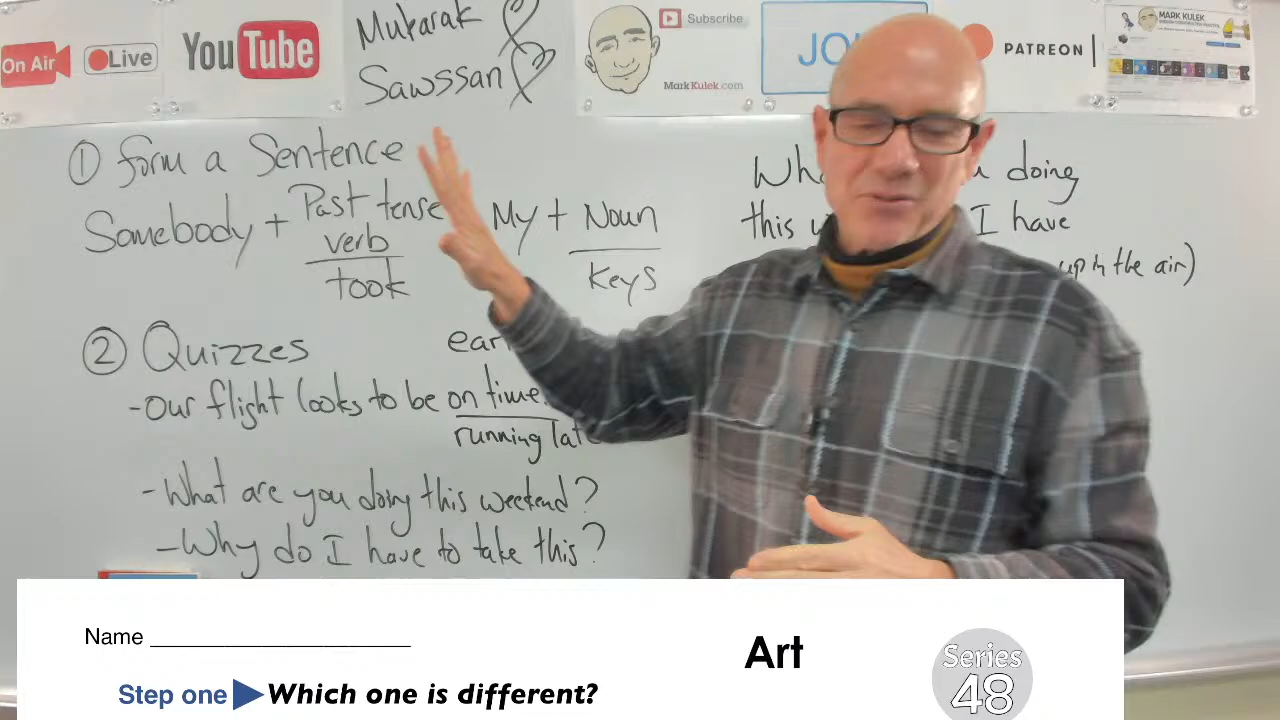 On Air
Live
YouTube
Mubarak
Sawssan
Subscribe
MarkKulek.com
PATREON
MARK KULEK
① Form a Sentence
Somebody + Past tense verb
took
My + Noun
keys
doing
this
I have
up in the air)
② Quizzes
- Our flight looks to be on time.
running late
- What are you doing this weekend?
- Why do I have to take this?
Name
Art
Series
48
Step one Which one is different?